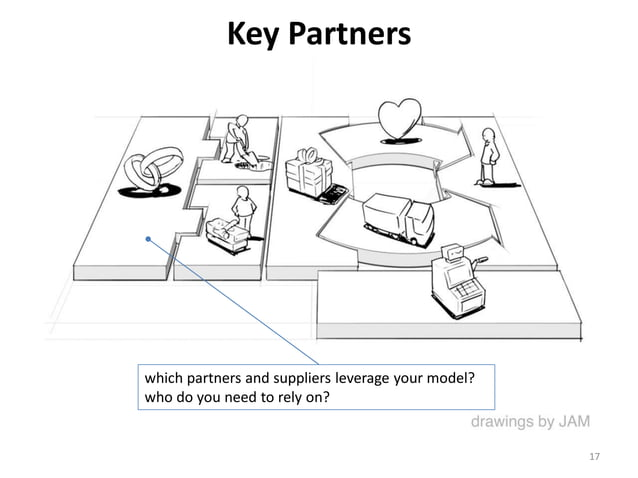 Key Partners
which partners and suppliers leverage your model?
who do you need to rely on?
drawings by JAM
17